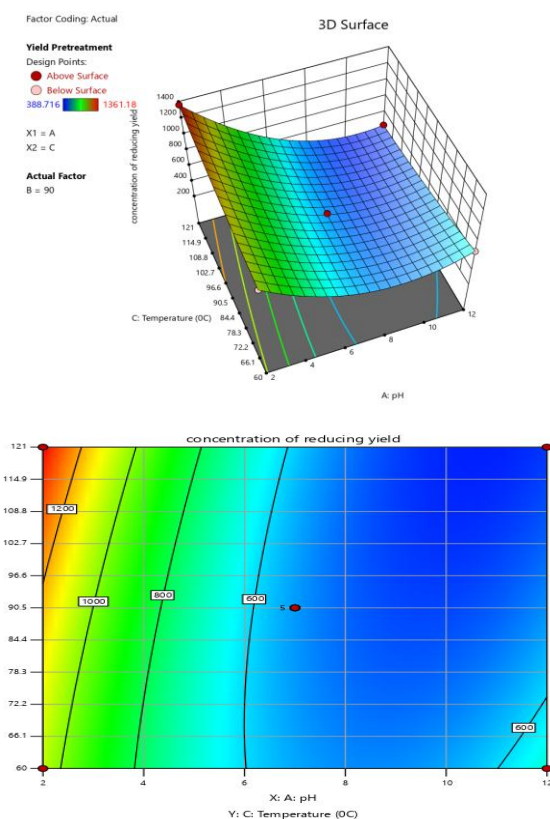 Factor Coding: Actual
3D Surface
Yield Pretreatment
Design Points:
Above Surface
Below Surface
388.716 1361.18
X1 = A
X2 = C
Actual Factor
B = 90
concentration of reducing yield
1400
1200
1000
800
600
400
200
121
114.9
108.8
102.7
96.6
90.5
84.4
78.3
72.2
66.1
60
C: Temperature (0C)
2
4
6
8
10
12
A: pH
concentration of reducing yield
121
114.9
108.8
102.7
96.6
90.5
84.4
78.3
72.2
66.1
60
1200
1000
800
600
5
600
2 4 6 8 10 12
X: A: pH
Y: C: Temperature (0C)